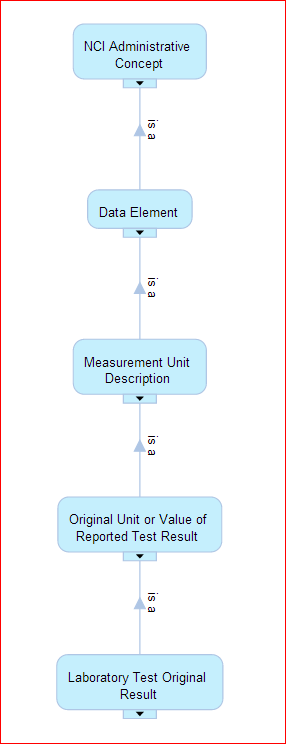 NCI Administrative
Concept
is a
Data Element
is a
Measurement Unit
Description
is a
Original Unit or Value of
Reported Test Result
is a
Laboratory Test Original
Result